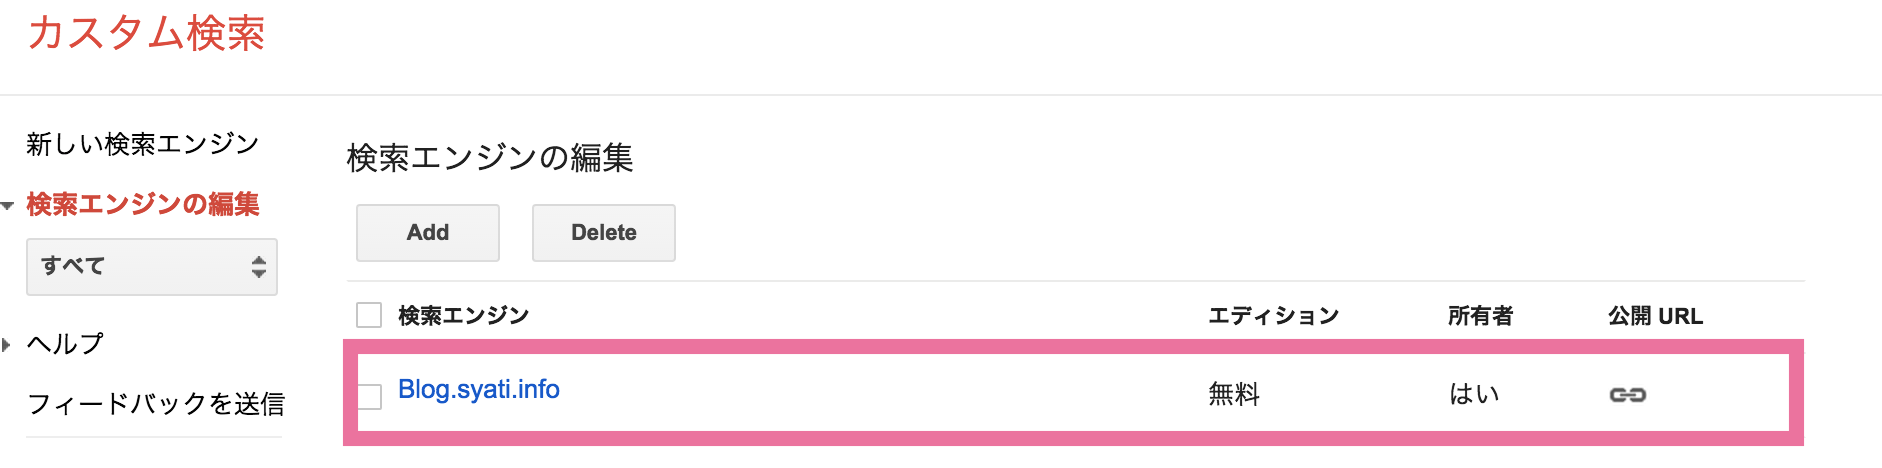 カスタム検索
新しい検索エンジン
検索エンジンの編集
すべて
ヘルプ
フィードバックを送信
検索エンジンの編集
Add Delete
検索エンジン エディション 所有者 公開 URL
Blog.syati.info 無料 はい